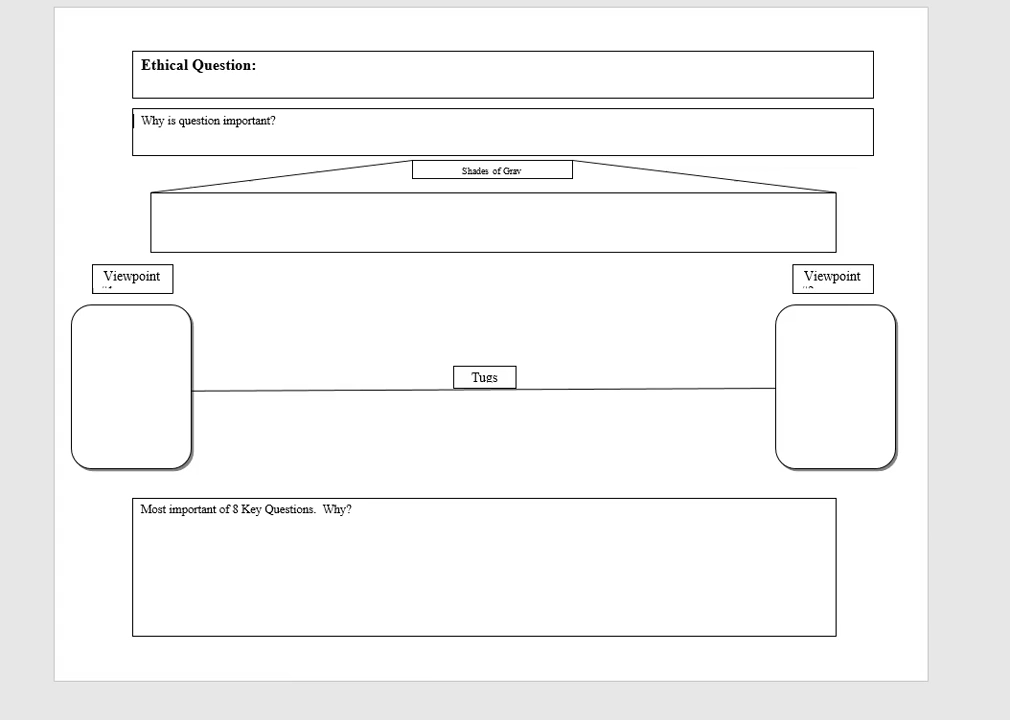 Ethical Question:
Why is question important?
Shades of Gray
Viewpoint
Viewpoint
Tugs
Most important of 8 Key Questions. Why?